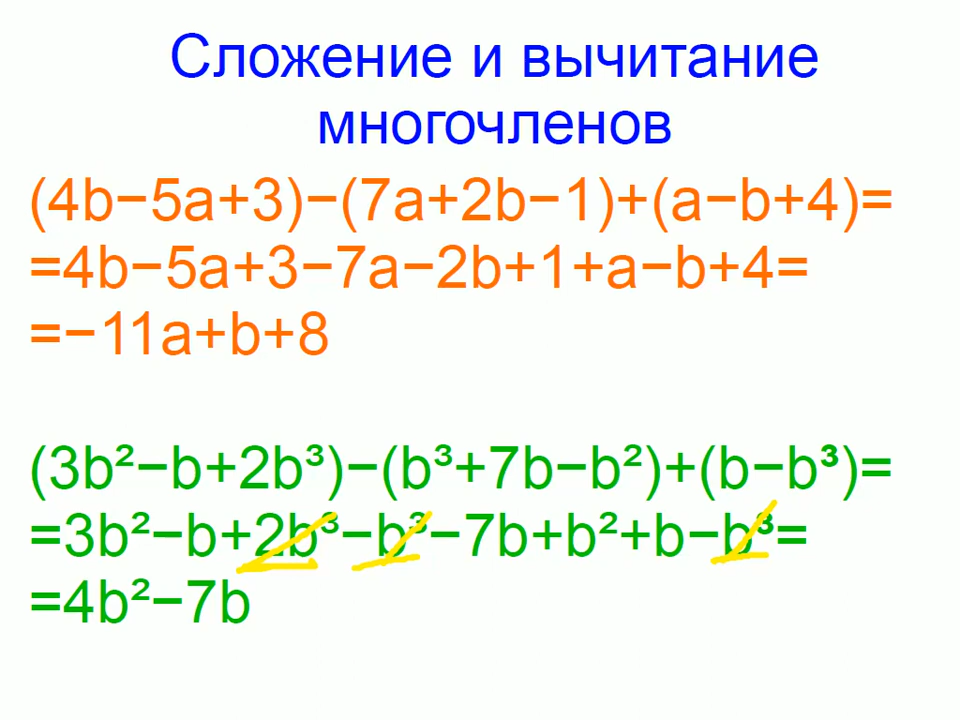 Сложение и вычитание
многочленов
(4b−5a+3)−(7a+2b−1)+(a−b+4)=
=4b−5a+3−7a−2b+1+a−b+4=
=−11a+b+8
(3b²−b+2b³)−(b³+7b−b²)+(b−b³)=
=3b²−b+2b³−b³−7b+b²+b−b³=
=4b²−7b